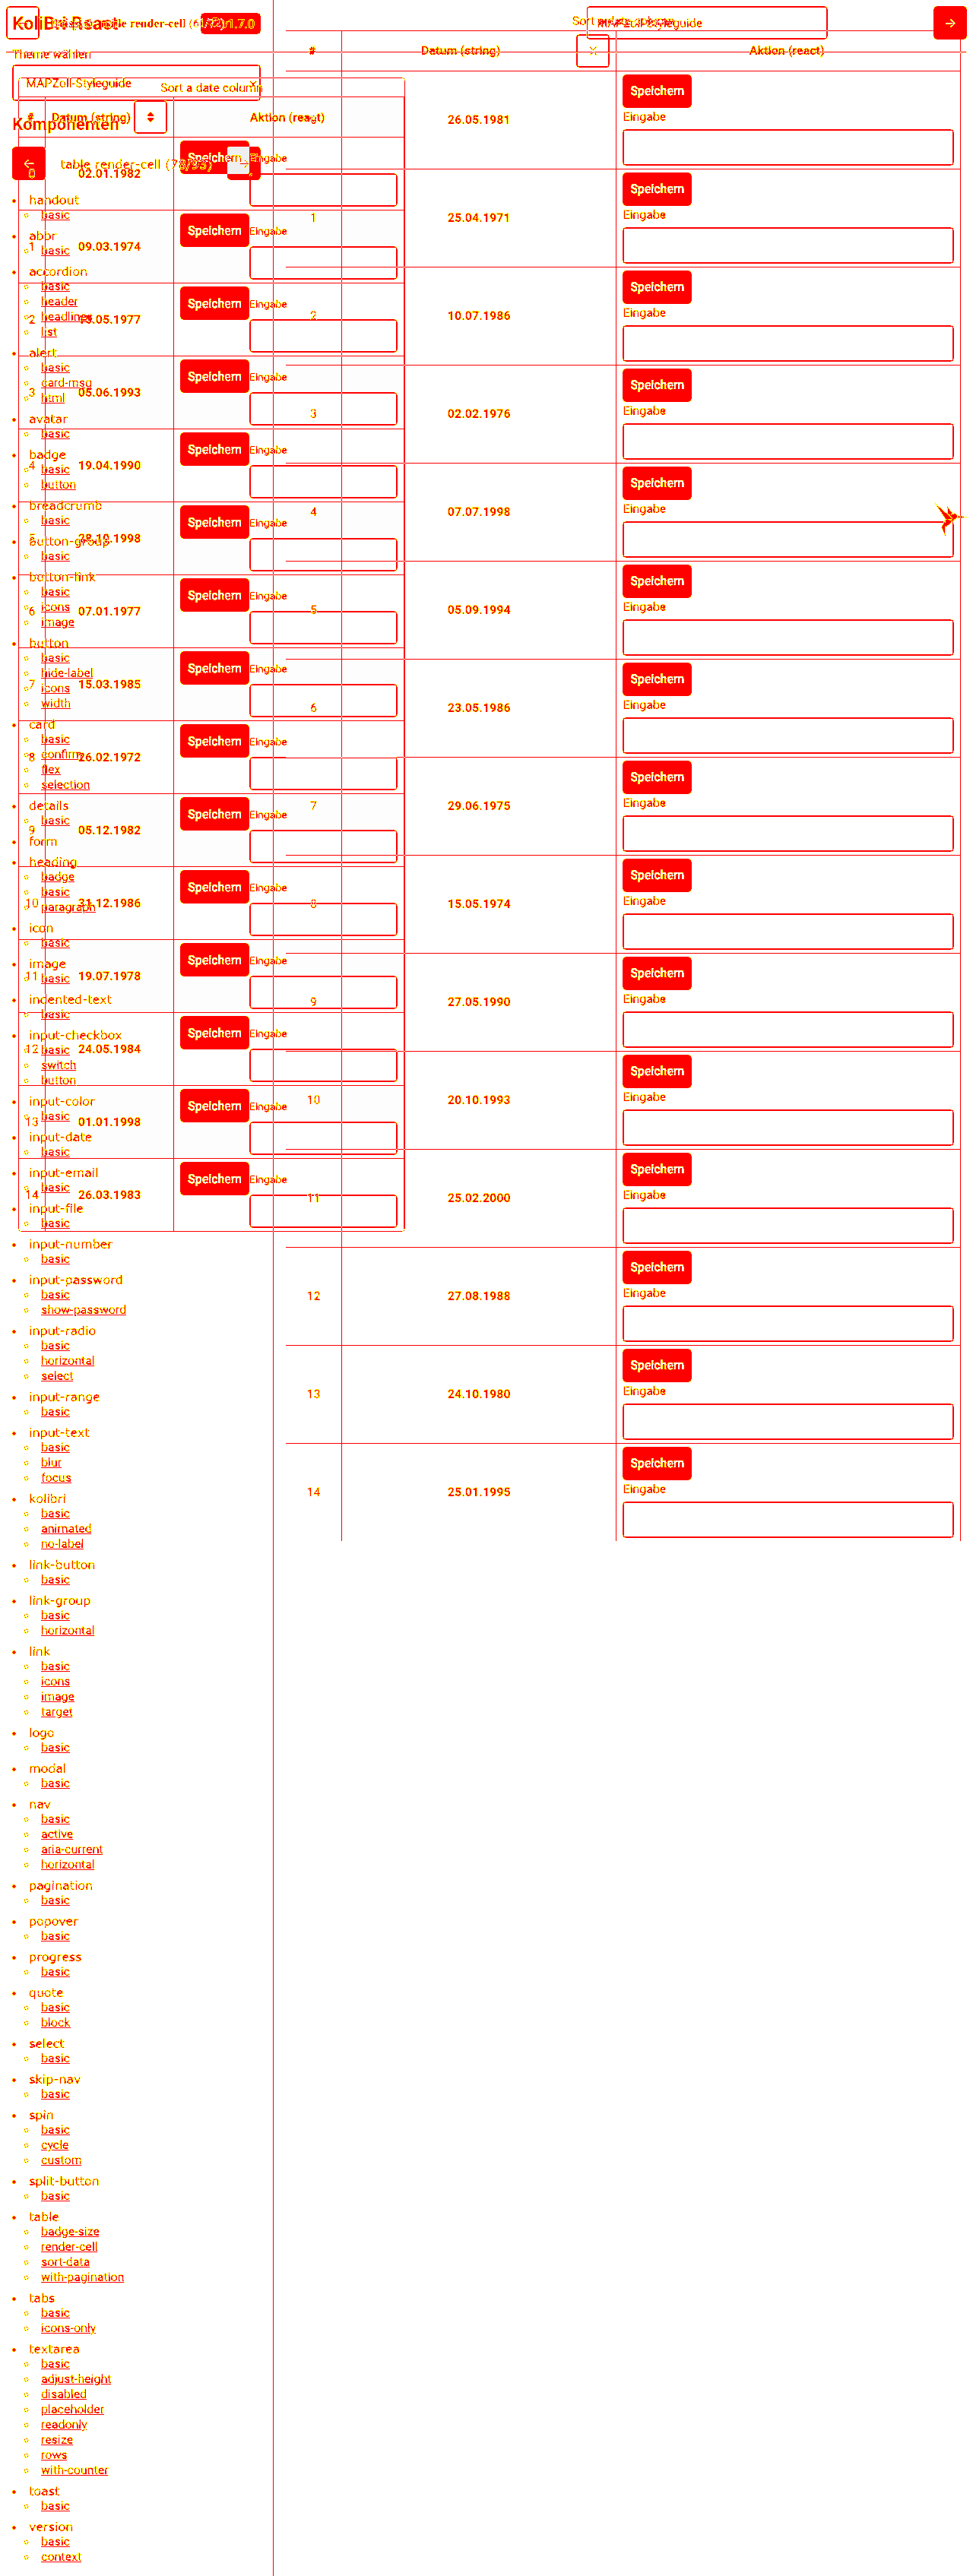 KoliBri React
v1.7.0
Sort a date column
MAPZoll-Styleguide
Theme wählen
MAPZoll-Styleguide
Sort a date column
# Datum (string) Aktion (react)
# Datum (string) Aktion (react)
Komponenten
table render-cell
0 02.01.1982 Speichern Eingabe
1 09.03.1974 Speichern Eingabe
2 Speichern Eingabe
3 05.06.1993 Speichern Eingabe
4 19.04.1990 Speichern Eingabe
5 28.10.1998 Speichern Eingabe
6 07.01.1977 Speichern Eingabe
7 15.03.1985 Speichern Eingabe
8 26.02.1972 Speichern Eingabe
9 05.12.1982 Speichern Eingabe
10 31.12.1986 Speichern Eingabe
11 19.07.1978 Speichern Eingabe
12 24.05.1984 Speichern Eingabe
13 01.01.1998 Speichern Eingabe
14 26.03.1983 Speichern Eingabe
26.05.1981 Speichern Eingabe
1 25.04.1971 Speichern Eingabe
2 10.07.1986 Speichern Eingabe
3 02.02.1976 Speichern Eingabe
4 07.07.1998 Speichern Eingabe
5 05.09.1994 Speichern Eingabe
6 23.05.1986 Speichern Eingabe
7 29.06.1975 Speichern Eingabe
8 15.05.1974 Speichern Eingabe
9 27.05.1990 Speichern Eingabe
10 20.10.1993 Speichern Eingabe
11 25.02.2000 Speichern Eingabe
12 27.08.1988 Speichern Eingabe
13 24.10.1980 Speichern Eingabe
14 25.01.1995 Speichern Eingabe
handout
basic
abbr
basic
accordion
basic
header
headlines
list
alert
basic
card-msg
html
avatar
basic
badge
basic
button
breadcrumb
basic
button-group
basic
button-link
basic
icons
image
button
basic
hide-label
icons
width
card
basic
confirm
flex
selection
details
basic
form
heading
badge
basic
paragraph
icon
basic
image
basic
indented-text
basic
input-checkbox
basic
switch
button
input-color
basic
input-date
basic
input-email
basic
input-file
basic
input-number
basic
input-password
basic
show-password
input-radio
basic
horizontal
select
input-range
basic
input-text
basic
blur
focus
kolibri
basic
animated
no-label
link-button
basic
link-group
basic
horizontal
link
basic
icons
image
target
logo
basic
modal
basic
nav
basic
active
aria-current
horizontal
pagination
basic
popover
basic
progress
basic
quote
basic
block
select
basic
skip-nav
basic
spin
basic
cycle
custom
split-button
basic
table
badge-size
render-cell
sort-data
with-pagination
tabs
basic
icons-only
textarea
basic
adjust-height
disabled
placeholder
readonly
resize
rows
with-counter
toast
basic
version
basic
context